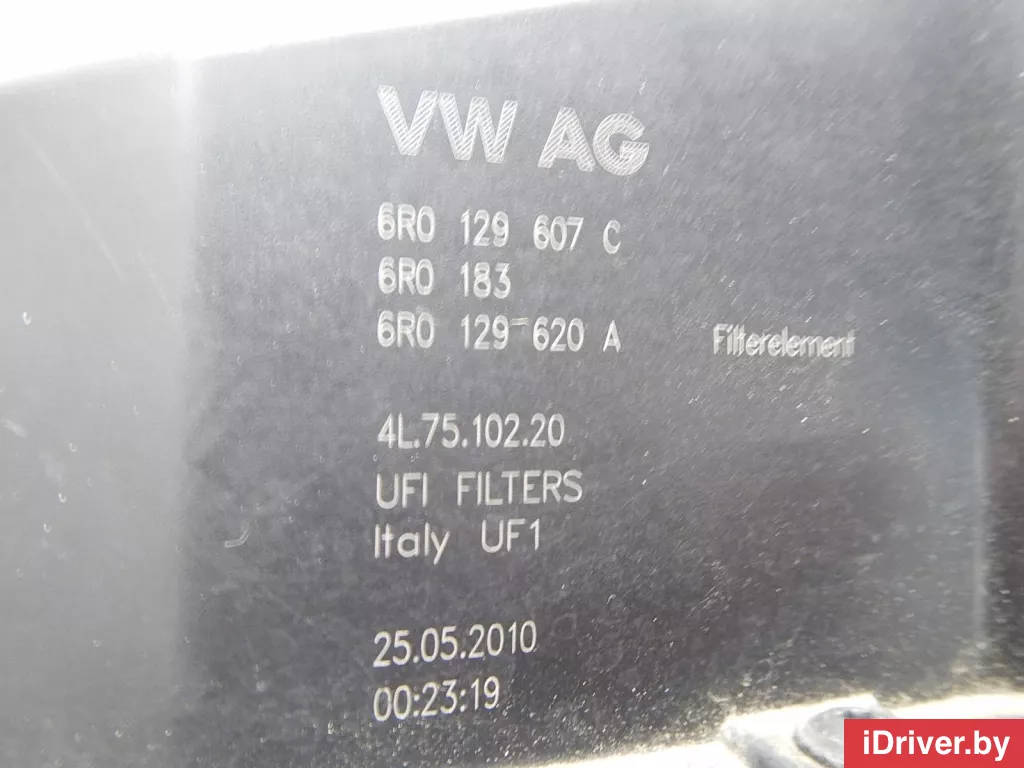 VW AG
6R0 129 607 C
6R0 183
6R0 129 620 A Filterelement
4L.75.102.20
UFI FILTERS
Italy UF1
25.05.2010
00:23:19
iDriver.by